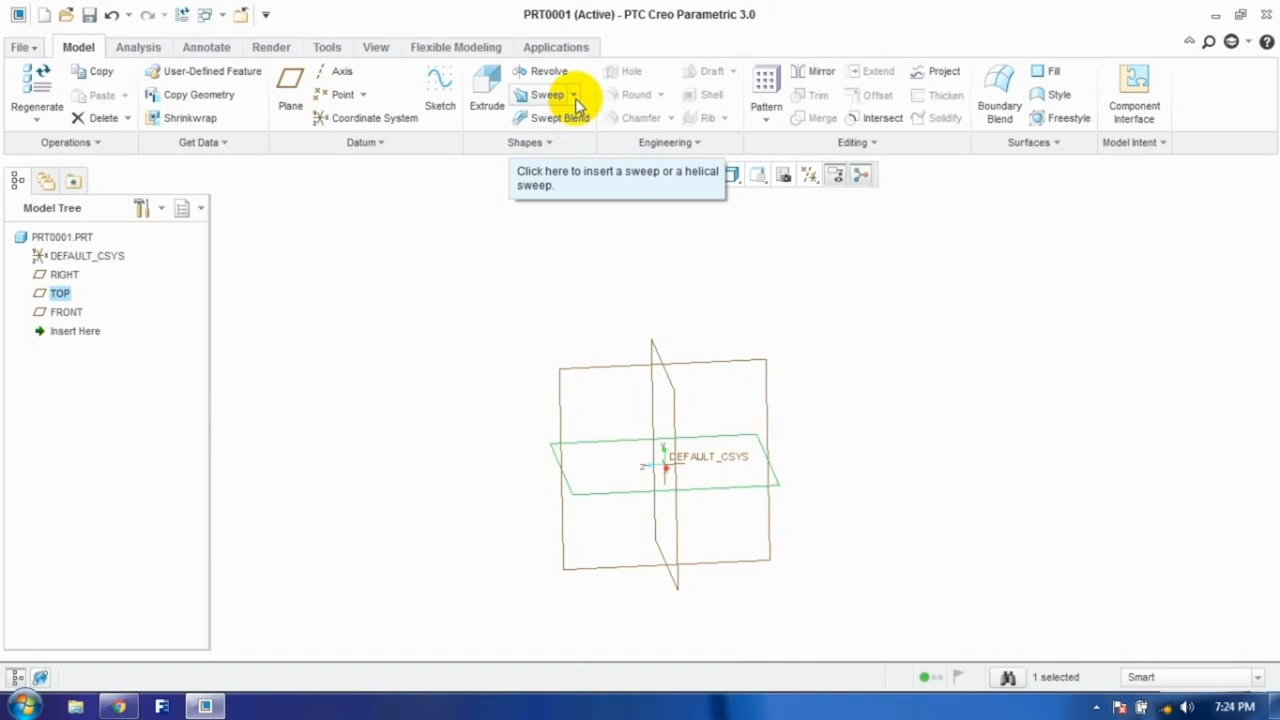 PRT0001 (Active) - PTC Creo Parametric 3.0
File Model Analysis Annotate Render Tools View Flexible Modeling Applications
Copy User-Defined Feature Axis Revolve Hole Draft Mirror Extend Project Fill
Regenerate Paste Copy Geometry Plane Point Sketch Extrude Sweep Round Shell Pattern Trim Offset Thicken Boundary Blend Style Component Interface
Delete Shrinkwrap Coordinate System Swept Blend Chamfer Rib Merge Intersect Solidify Freestyle
Operations Get Data Datum Shapes Engineering Editing Surfaces Model Intent
Click here to insert a sweep or a helical
sweep.
Model Tree
PRT0001.PRT
DEFAULT_CSYS
RIGHT
TOP
FRONT
Insert Here
Y
DEFAULT_CSYS
Z
1 selected Smart
7:24 PM